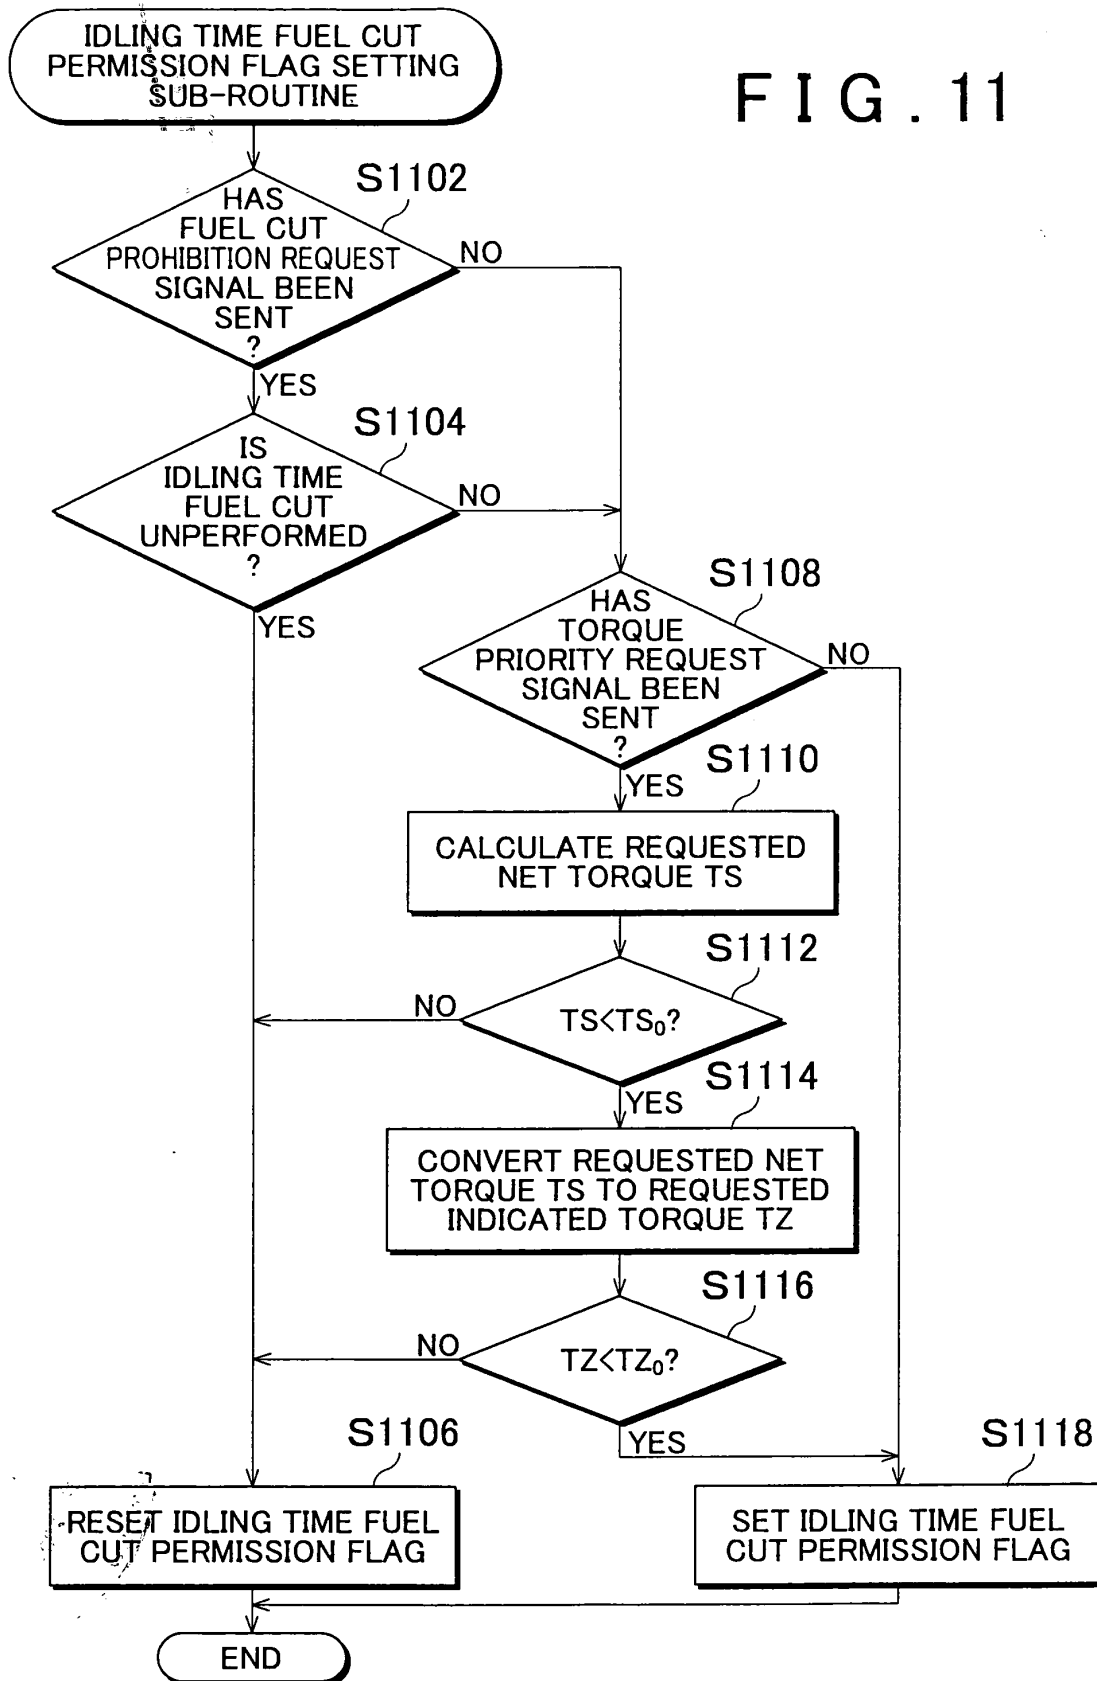 IDLING TIME FUEL CUT
PERMISSION FLAG SETTING
SUB-ROUTINE
FIG. 11
S1102
HAS
FUEL CUT
PROHIBITION REQUEST
SIGNAL BEEN
SENT
?
NO
YES
S1104
IS
IDLING TIME
FUEL CUT
UNPERFORMED
?
NO
YES
S1108
HAS
TORQUE
PRIORITY REQUEST
SIGNAL BEEN
SENT
?
NO
YES
S1110
CALCULATE REQUESTED
NET TORQUE TS
S1112
TS<TS₀?
NO
YES
S1114
CONVERT REQUESTED NET
TORQUE TS TO REQUESTED
INDICATED TORQUE TZ
S1116
TZ<TZ₀?
NO
YES
S1106
RESET IDLING TIME FUEL
CUT PERMISSION FLAG
S1118
SET IDLING TIME FUEL
CUT PERMISSION FLAG
END